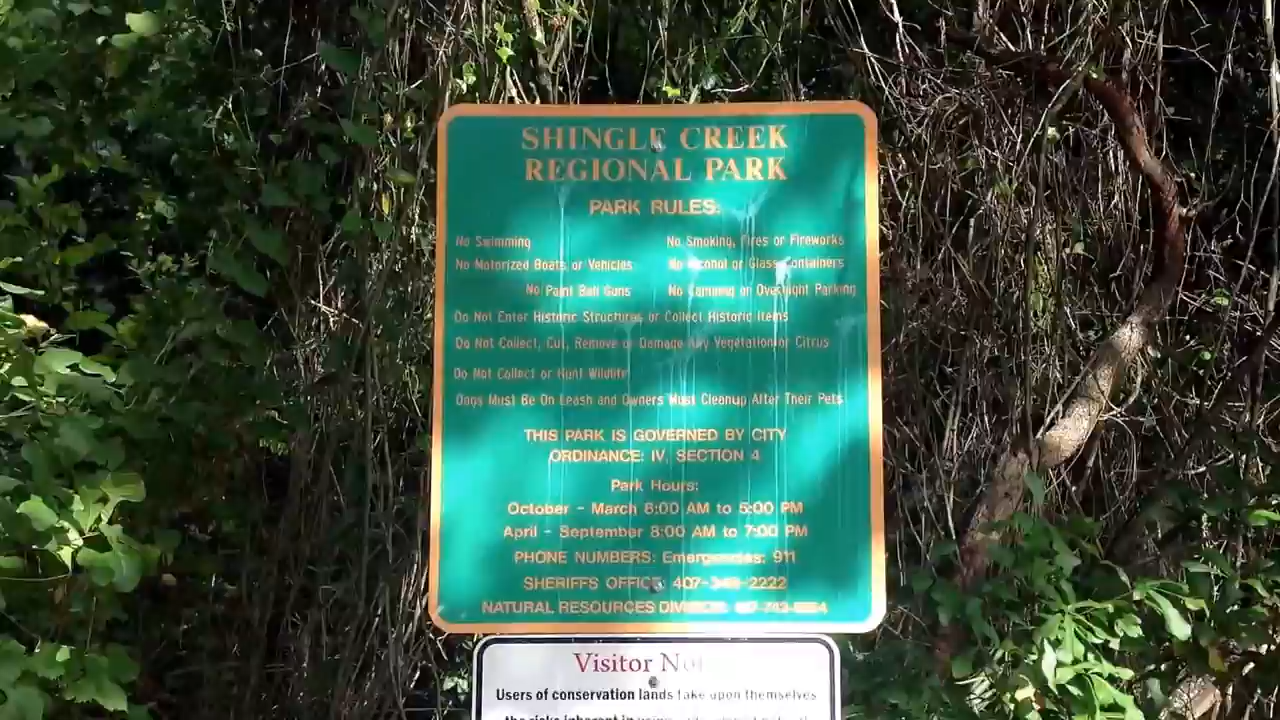 SHINGLE CREEK
REGIONAL PARK
PARK RULES:
No Swimming No Smoking, Fires or Fireworks
No Motorized Boats or Vehicles No Alcohol or Glass Containers
No Paint Ball Guns No Camping or Overnight Parking
Do Not Enter Historic Structures or Collect Historic Items
Do Not Collect, Cut, Remove or Damage Any Vegetation or Citrus
Do Not Collect or Hunt Wildlife
Dogs Must Be On Leash and Owners Must Cleanup After Their Pets
THIS PARK IS GOVERNED BY CITY
ORDINANCE: IV, SECTION 4
Park Hours:
October - March 8:00 AM to 5:00 PM
April - September 8:00 AM to 7:00 PM
PHONE NUMBERS: Emergencies: 911
SHERIFFS OFFICE: 407-348-2222
NATURAL RESOURCES DIVISION:
Visitor
Users of conservation lands take upon themselves
the risks inherent in using